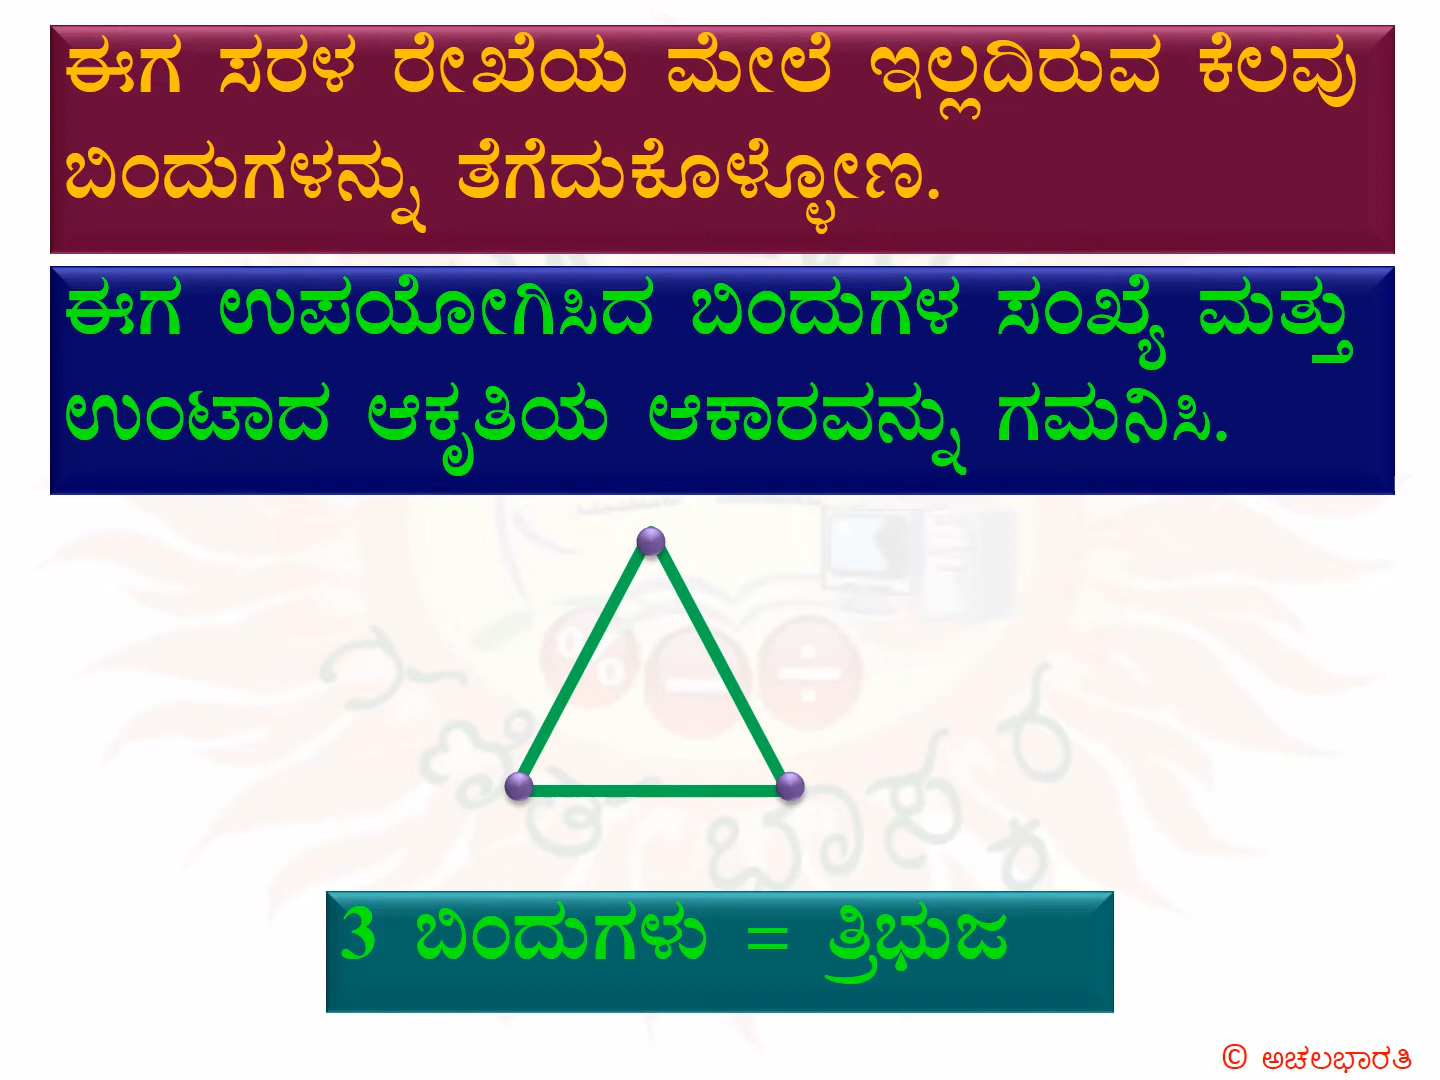 ಈಗ ಸರಳ ರೇಖೆಯ ಮೇಲೆ ಇಲ್ಲದಿರುವ ಕೆಲವು
ಬಿಂದುಗಳನ್ನು ತೆಗೆದುಕೊಳ್ಳೋಣ.
ಈಗ ಉಪಯೋಗಿಸಿದ ಬಿಂದುಗಳ ಸಂಖ್ಯೆ ಮತ್ತು
ಉಂಟಾದ ಆಕೃತಿಯ ಆಕಾರವನ್ನು ಗಮನಿಸಿ.
3 ಬಿಂದುಗಳು = ತ್ರಿಭುಜ
© ಅಚಲಭಾರತಿ